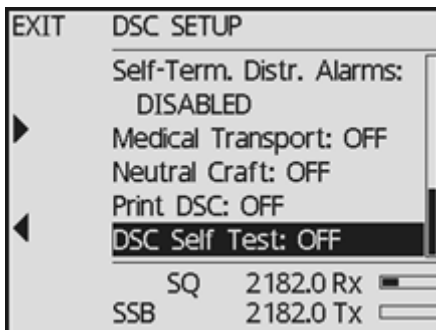 EXIT DSC SETUP
Self-Term. Distr. Alarms:
DISABLED
Medical Transport: OFF
Neutral Craft: OFF
Print DSC: OFF
DSC Self Test: OFF
SQ 2182.0 Rx
SSB 2182.0 Tx